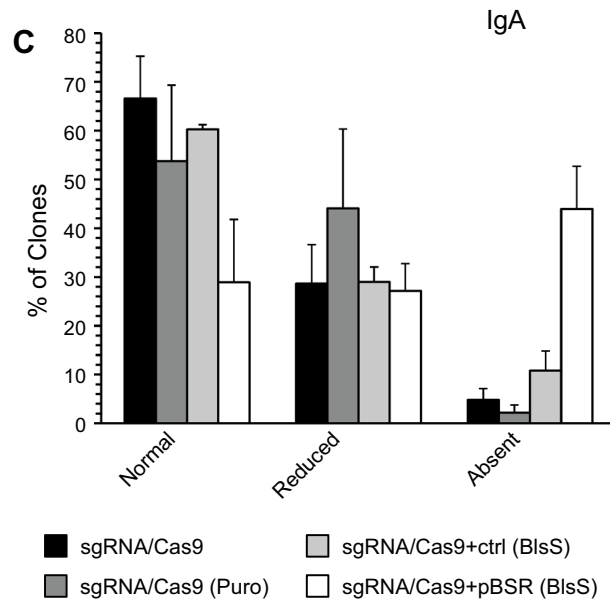 C
IgA
% of Clones
80
70
60
50
40
30
20
10
0
Normal
Reduced
Absent
sgRNA/Cas9
sgRNA/Cas9+ctrl (BlsS)
sgRNA/Cas9 (Puro)
sgRNA/Cas9+pBSR (BlsS)